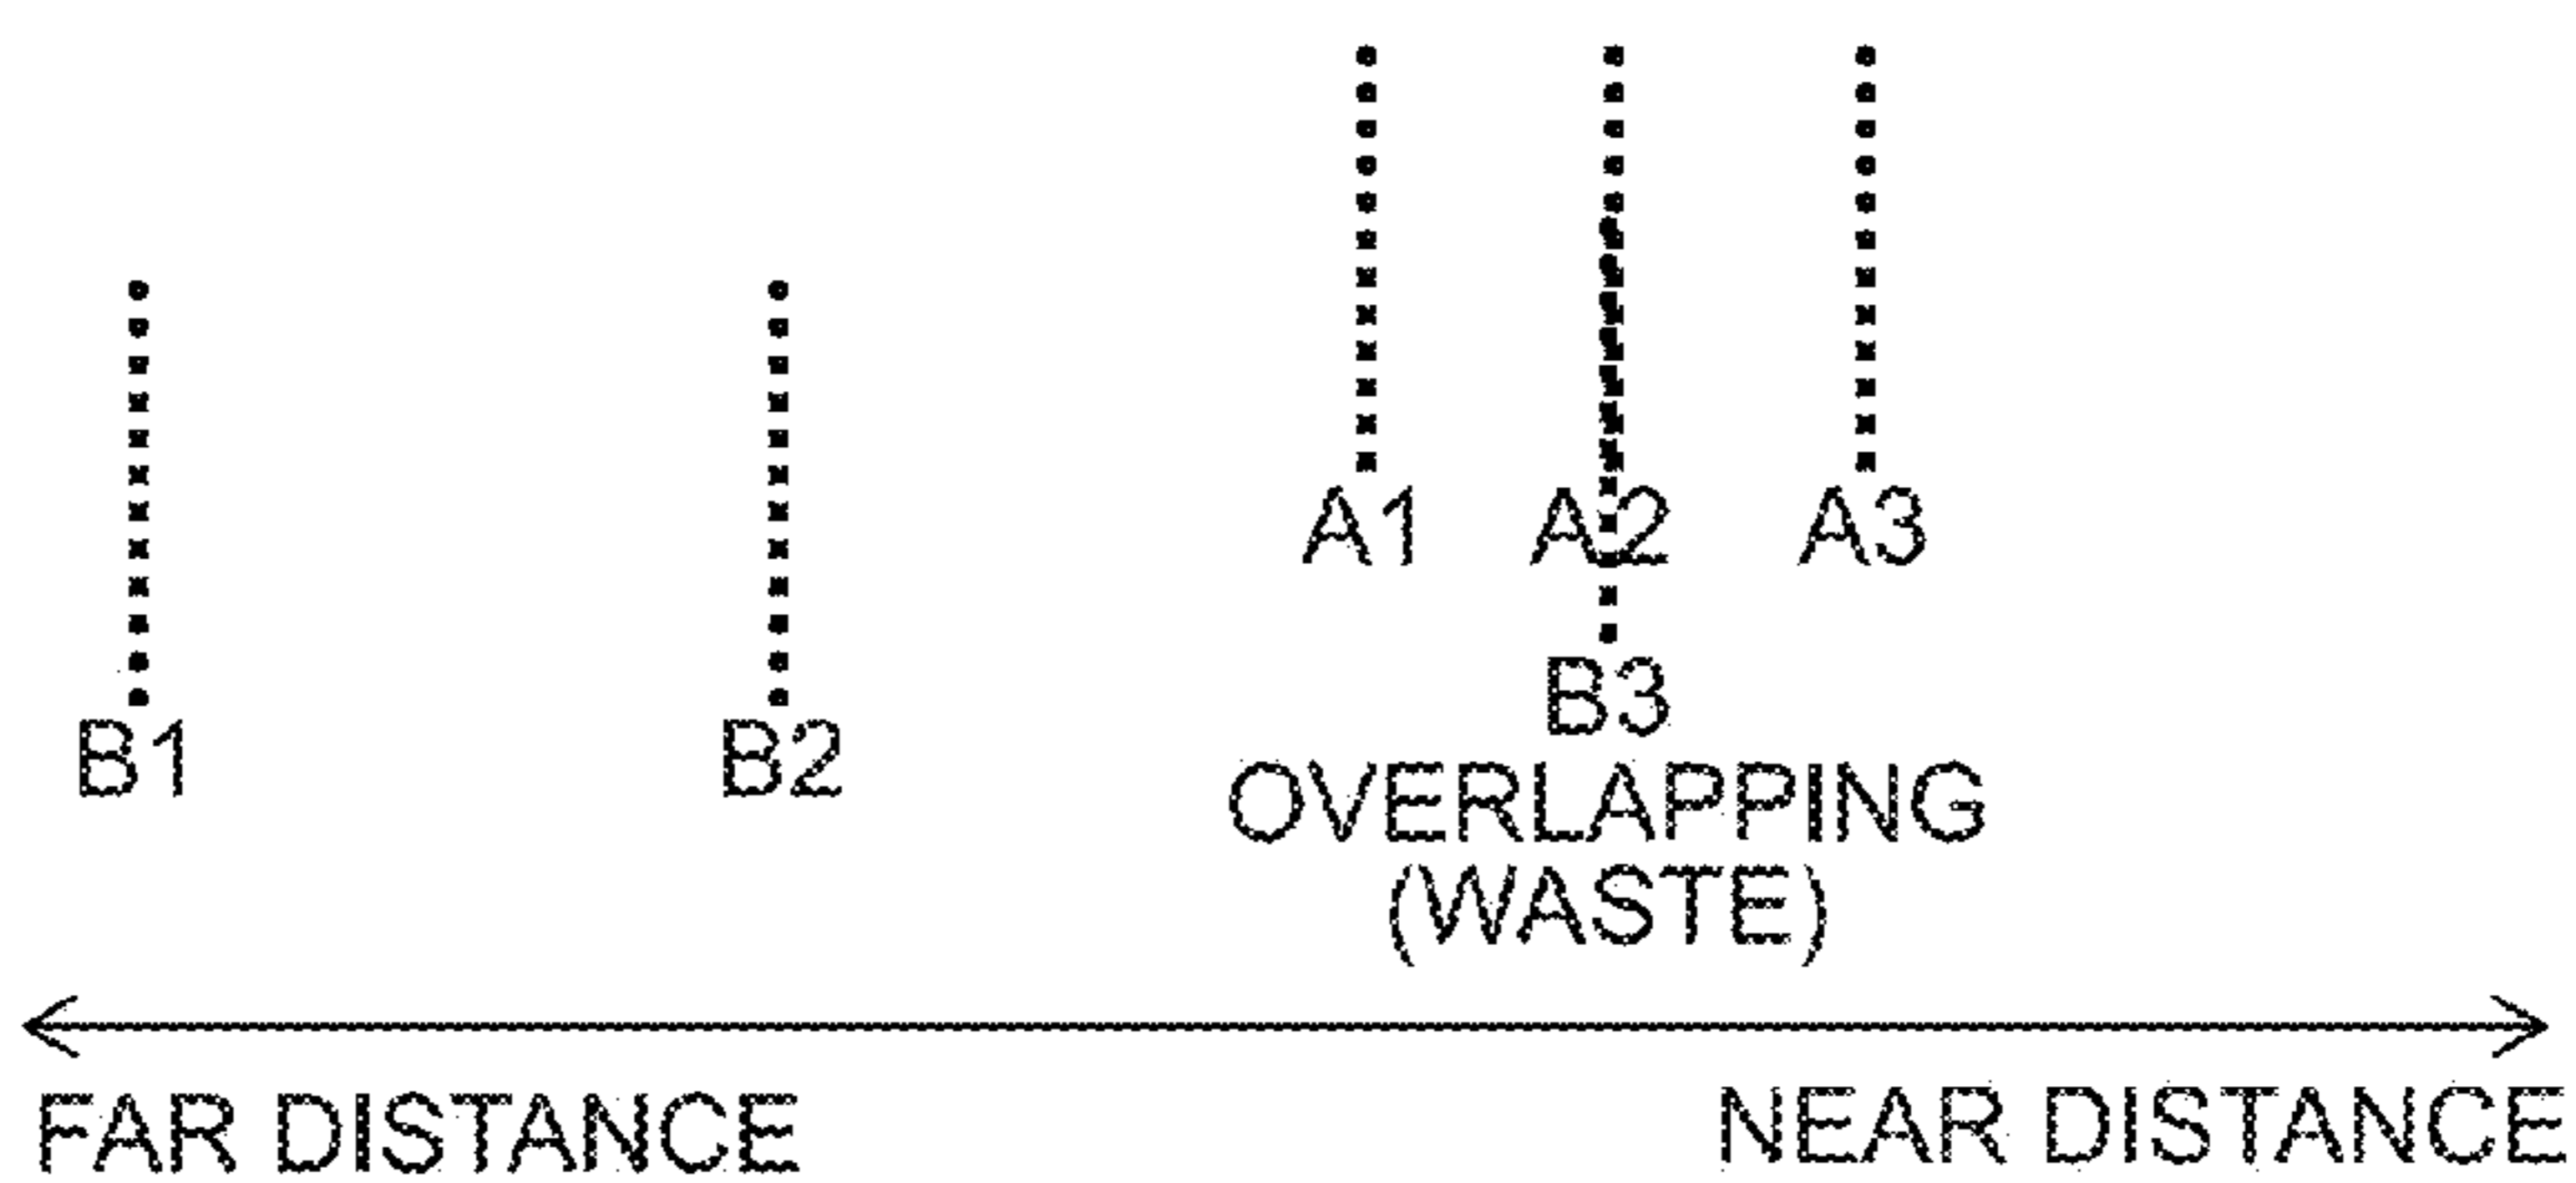 A1 A2 A3
B1 B2 B3
OVERLAPPING
(WASTE)
FAR DISTANCE NEAR DISTANCE